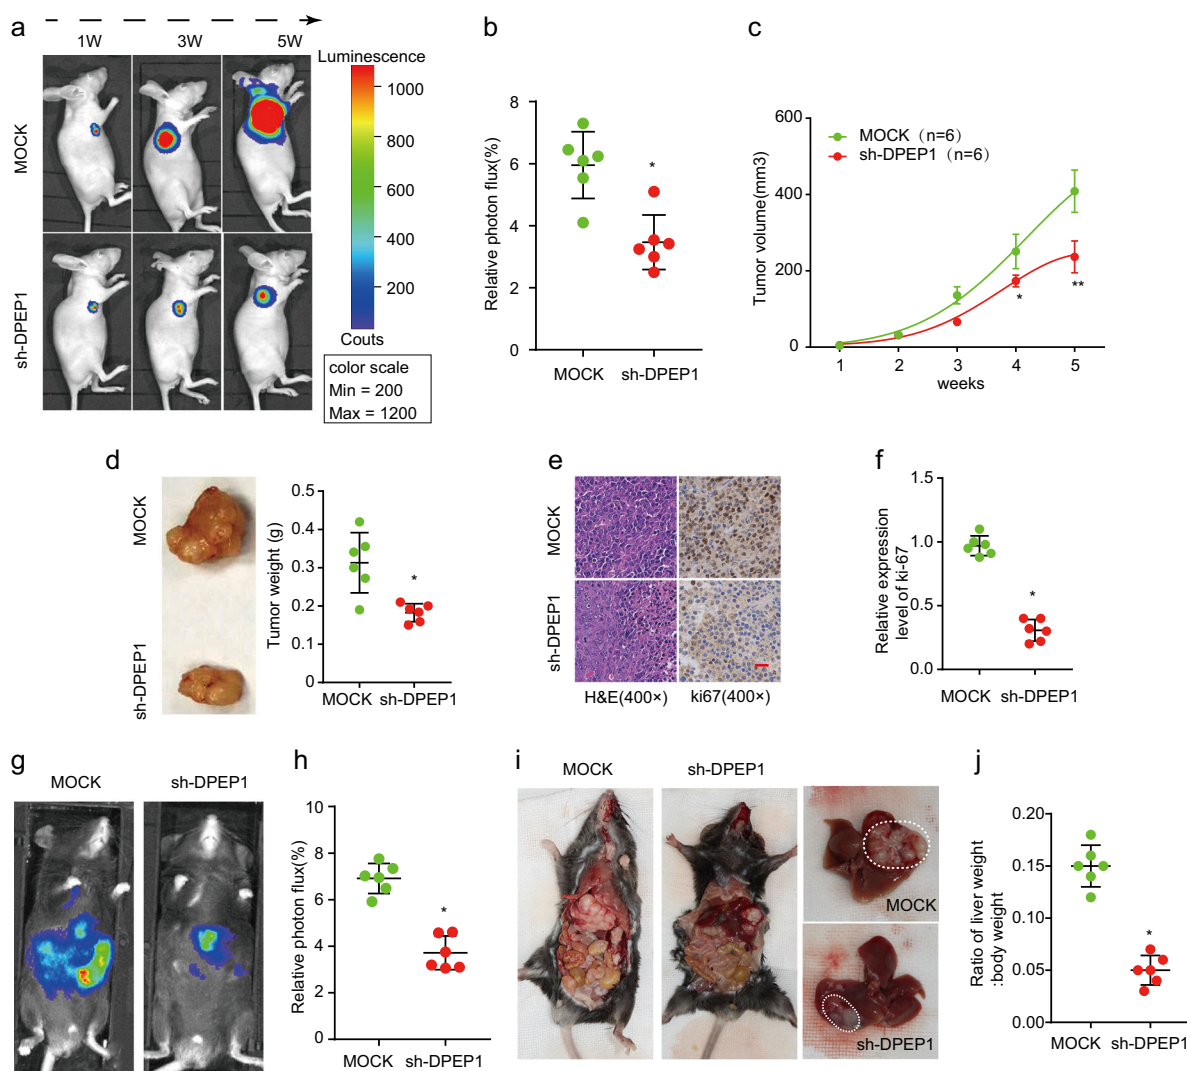 a
1W 3W 5W
MOCK
sh-DPEP1
Luminescence
1000
800
600
400
200
Couts
color scale
Min = 200
Max = 1200
b
Relative photon flux(%)
8
6
4
2
0
*
MOCK sh-DPEP1
c
Tumor volume(mm3)
600
400
200
0
MOCK（n=6）
sh-DPEP1（n=6）
*
**
1 2 3 4 5
weeks
d
MOCK
sh-DPEP1
Tumor weight (g)
0.5
0.4
0.3
0.2
0.1
0.0
*
MOCK sh-DPEP1
e
MOCK
sh-DPEP1
H&E(400×) ki67(400×)
f
Relative expression
level of ki-67
1.5
1.0
0.5
0.0
*
MOCK sh-DPEP1
g
MOCK sh-DPEP1
h
Relative photon flux(%)
10
8
6
4
2
0
*
MOCK sh-DPEP1
i
MOCK sh-DPEP1
MOCK
sh-DPEP1
j
Ratio of liver weight
:body weight
0.20
0.15
0.10
0.05
0.00
*
MOCK sh-DPEP1